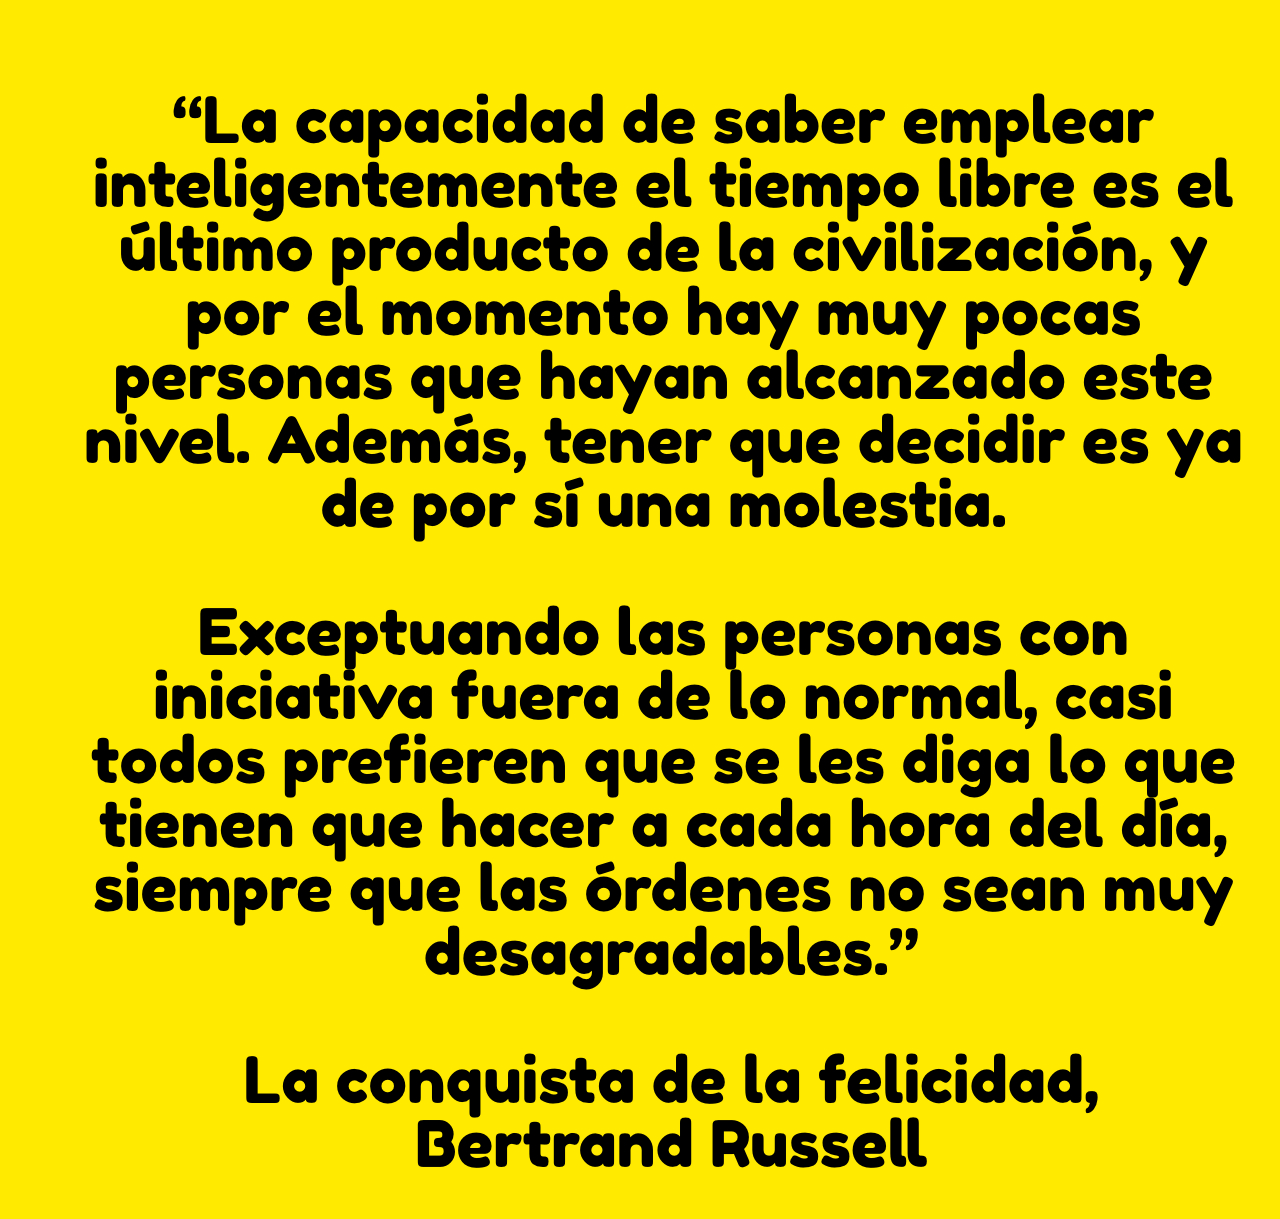 “La capacidad de saber emplear
inteligentemente el tiempo libre es el
último producto de la civilización, y
por el momento hay muy pocas
personas que hayan alcanzado este
nivel. Además, tener que decidir es ya
de por sí una molestia.
Exceptuando las personas con
iniciativa fuera de lo normal, casi
todos prefieren que se les diga lo que
tienen que hacer a cada hora del día,
siempre que las órdenes no sean muy
desagradables.”
La conquista de la felicidad,
Bertrand Russell